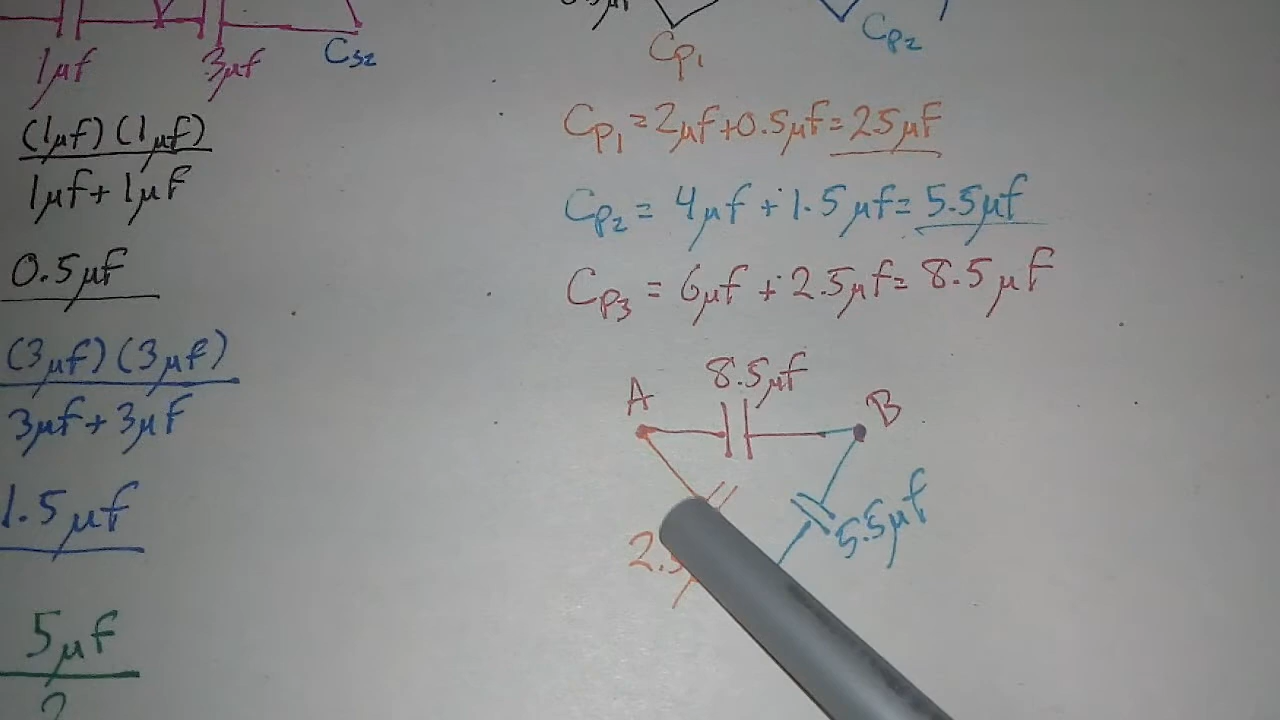 1μf 3μf Cs2
(1μf)(1μf)
1μf+1μF
0.5μF
(3μf)(3μf)
3μf+3μF
1.5μf
5μf
2
Cp1 Cp2
Cp1=2μf+0.5μf=25μF
Cp2=4μf+1.5μf=5.5μf
Cp3=6μf+2.5μf=8.5μF
8.5μf
A B
5.5μf